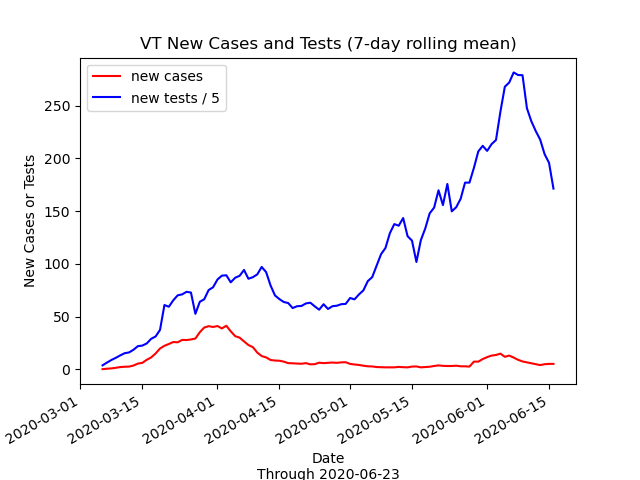 VT New Cases and Tests (7-day rolling mean)
new cases
new tests / 5
New Cases or Tests
250
200
150
100
50
0
2020-03-01
2020-03-15
2020-04-01
2020-04-15
2020-05-01
2020-05-15
2020-06-01
2020-06-15
Date
Through 2020-06-23